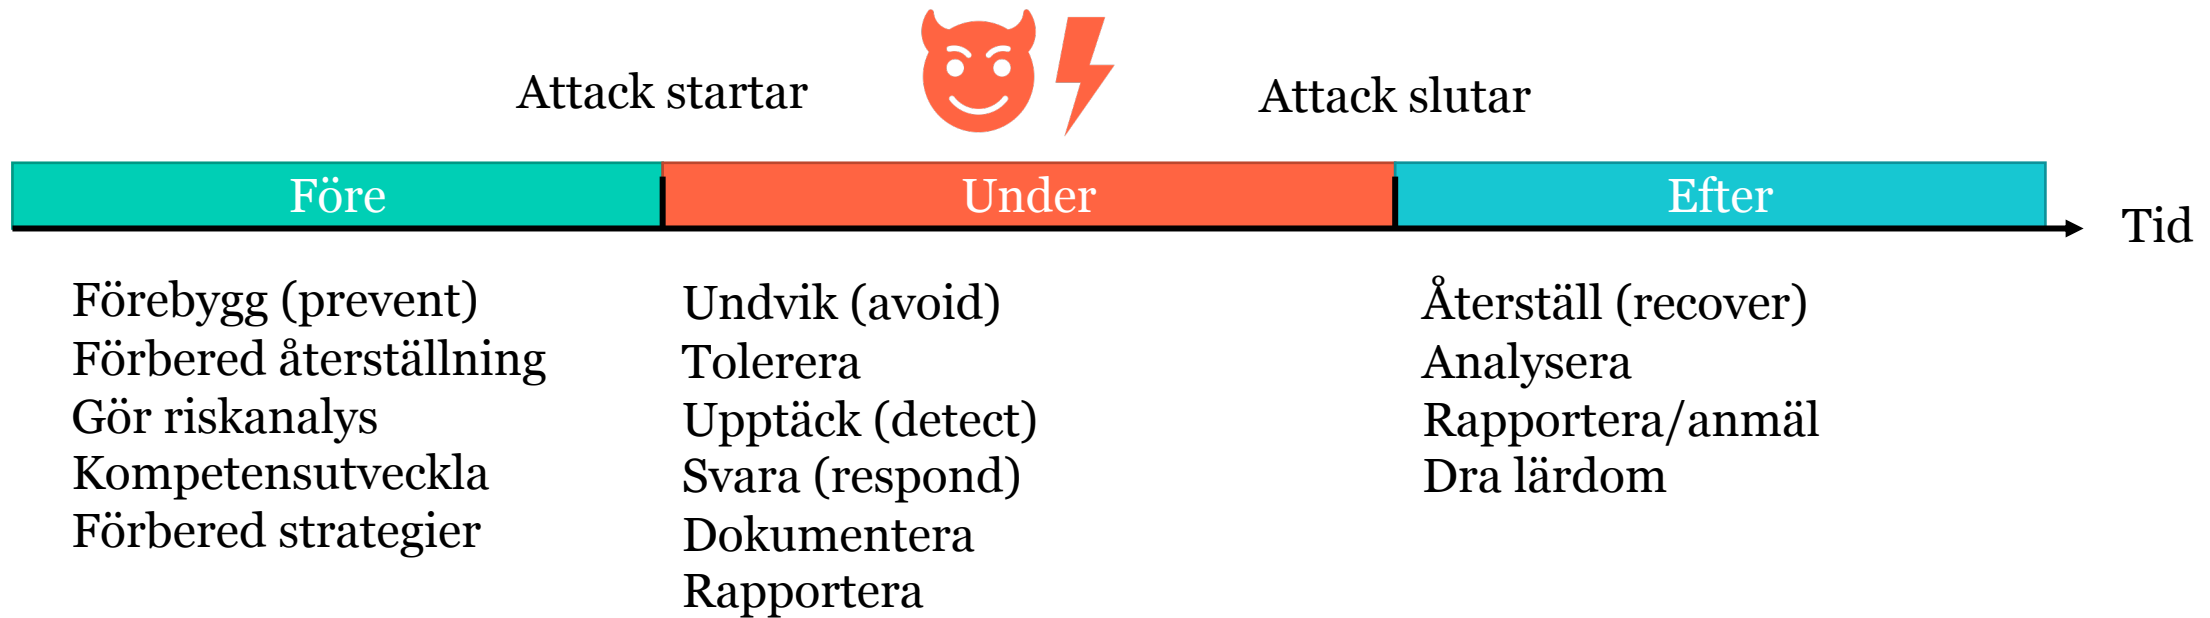 Attack startar
Attack slutar
Före
Under
Efter
Tid
Förebygg (prevent)
Förbered återställning
Gör riskanalys
Kompetensutveckla
Förbered strategier
Undvik (avoid)
Tolerera
Upptäck (detect)
Svara (respond)
Dokumentera
Rapportera
Återställ (recover)
Analysera
Rapportera/anmäl
Dra lärdom